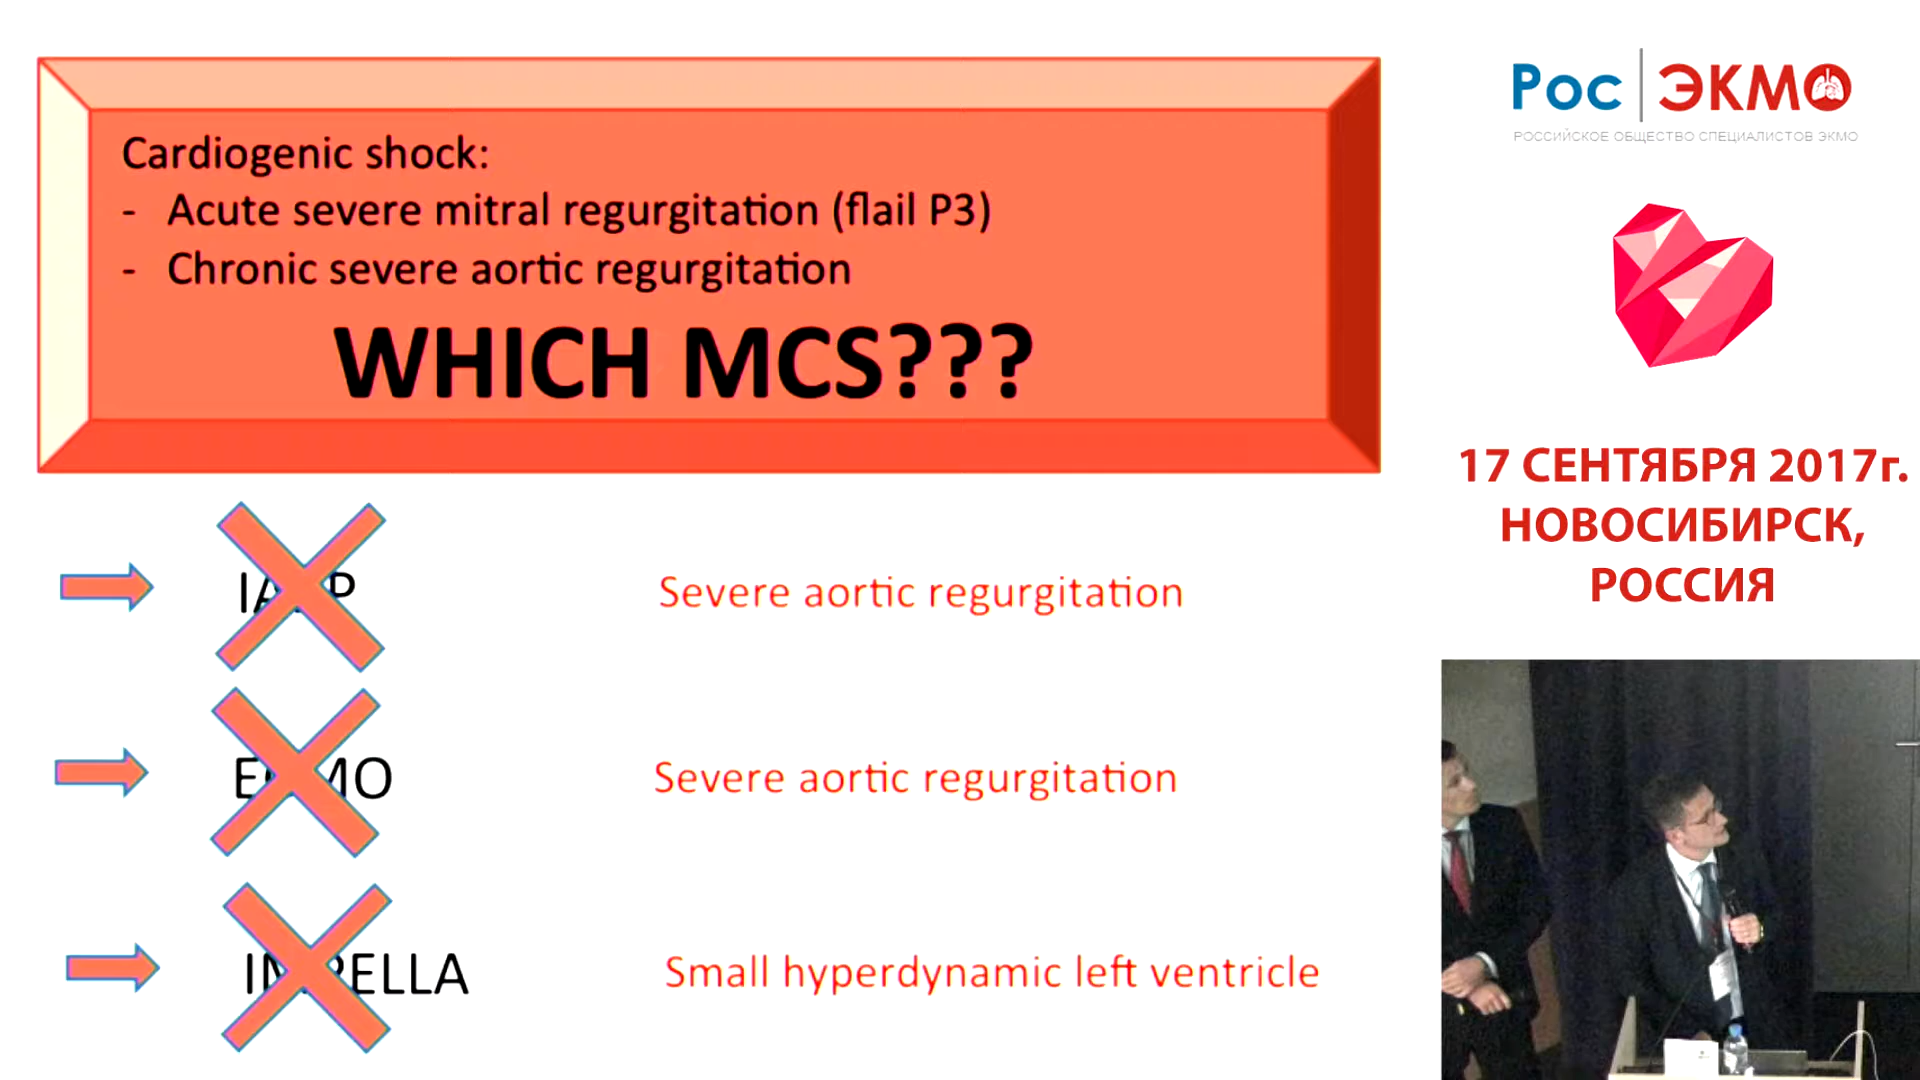 Cardiogenic shock:
- Acute severe mitral regurgitation (flail P3)
- Chronic severe aortic regurgitation
WHICH MCS???
Severe aortic regurgitation
Severe aortic regurgitation
Small hyperdynamic left ventricle
Рос ЭКМО
РОССИЙСКОЕ ОБЩЕСТВО СПЕЦИАЛИСТОВ ЭКМО
17 СЕНТЯБРЯ 2017г.
НОВОСИБИРСК,
РОССИЯ